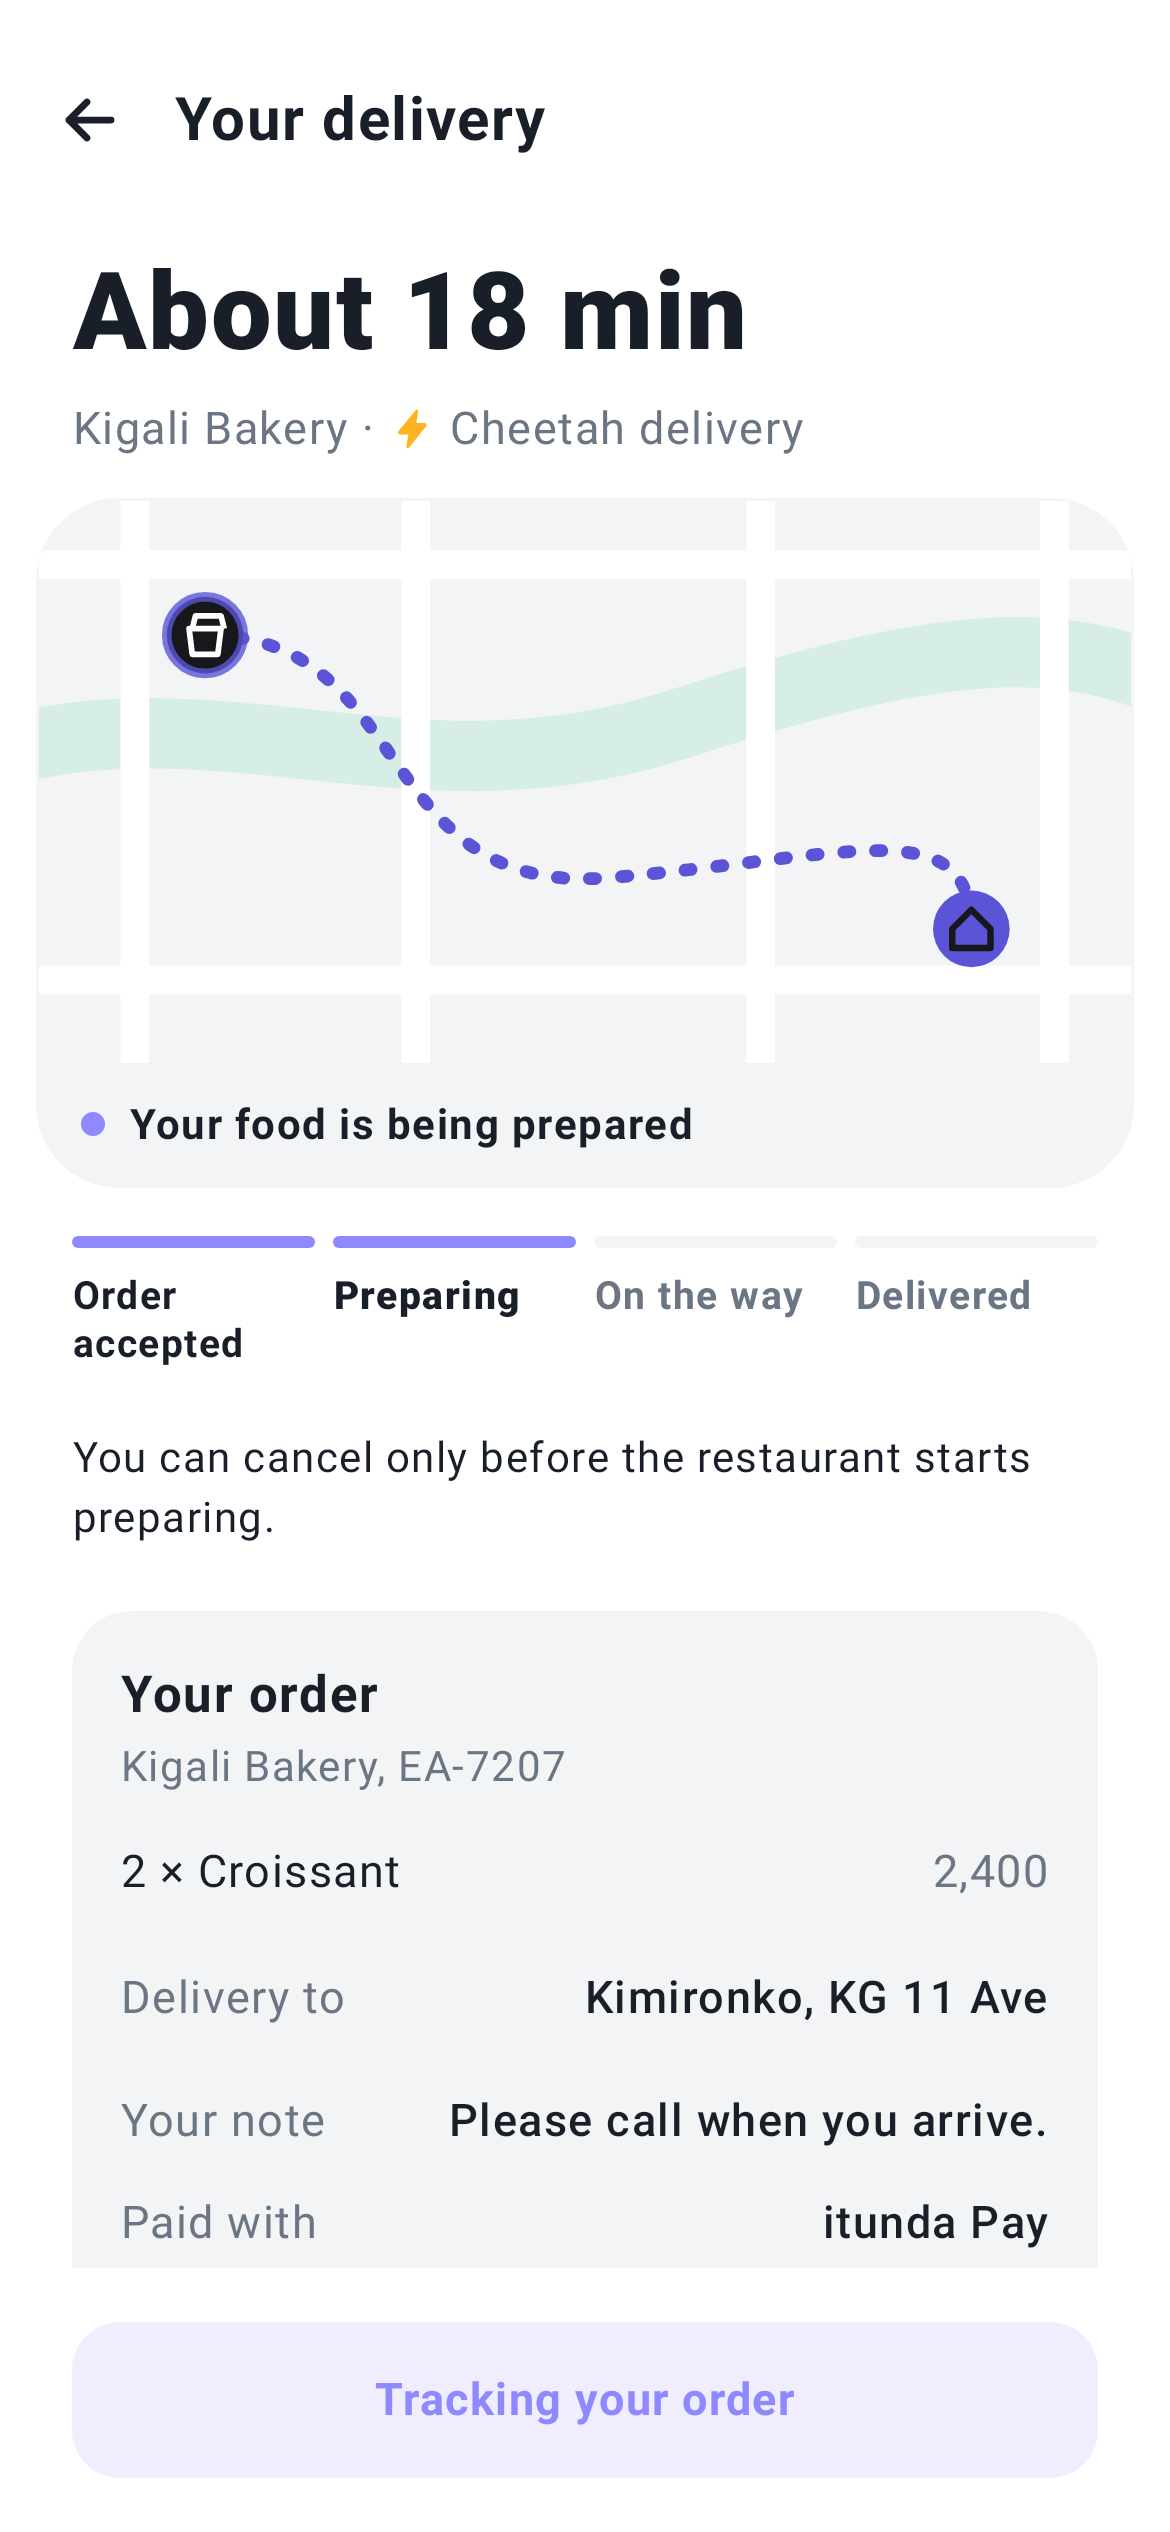 Your delivery
About 18 min
Kigali Bakery · Cheetah delivery
Your food is being prepared
Order accepted
Preparing
On the way
Delivered
You can cancel only before the restaurant starts
preparing.
Your order
Kigali Bakery, EA-7207
2 × Croissant 2,400
Delivery to Kimironko, KG 11 Ave
Your note Please call when you arrive.
Paid with itunda Pay
Tracking your order